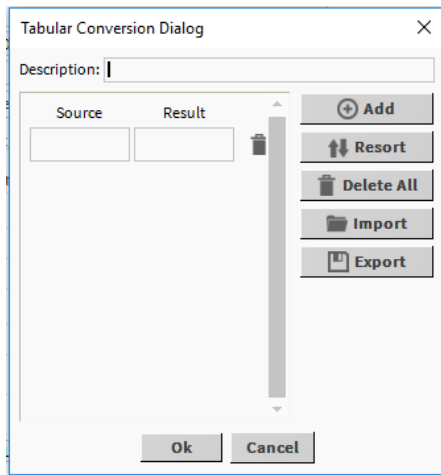 Tabular Conversion Dialog
Description:
Source Result
Add
Resort
Delete All
Import
Export
Ok Cancel